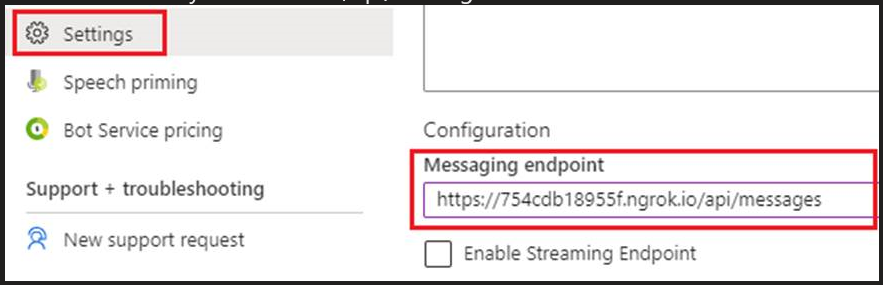 Settings
Speech priming
Bot Service pricing
Support + troubleshooting
New support request
Configuration
Messaging endpoint
https://754cdb18955f.ngrok.io/api/messages
Enable Streaming Endpoint